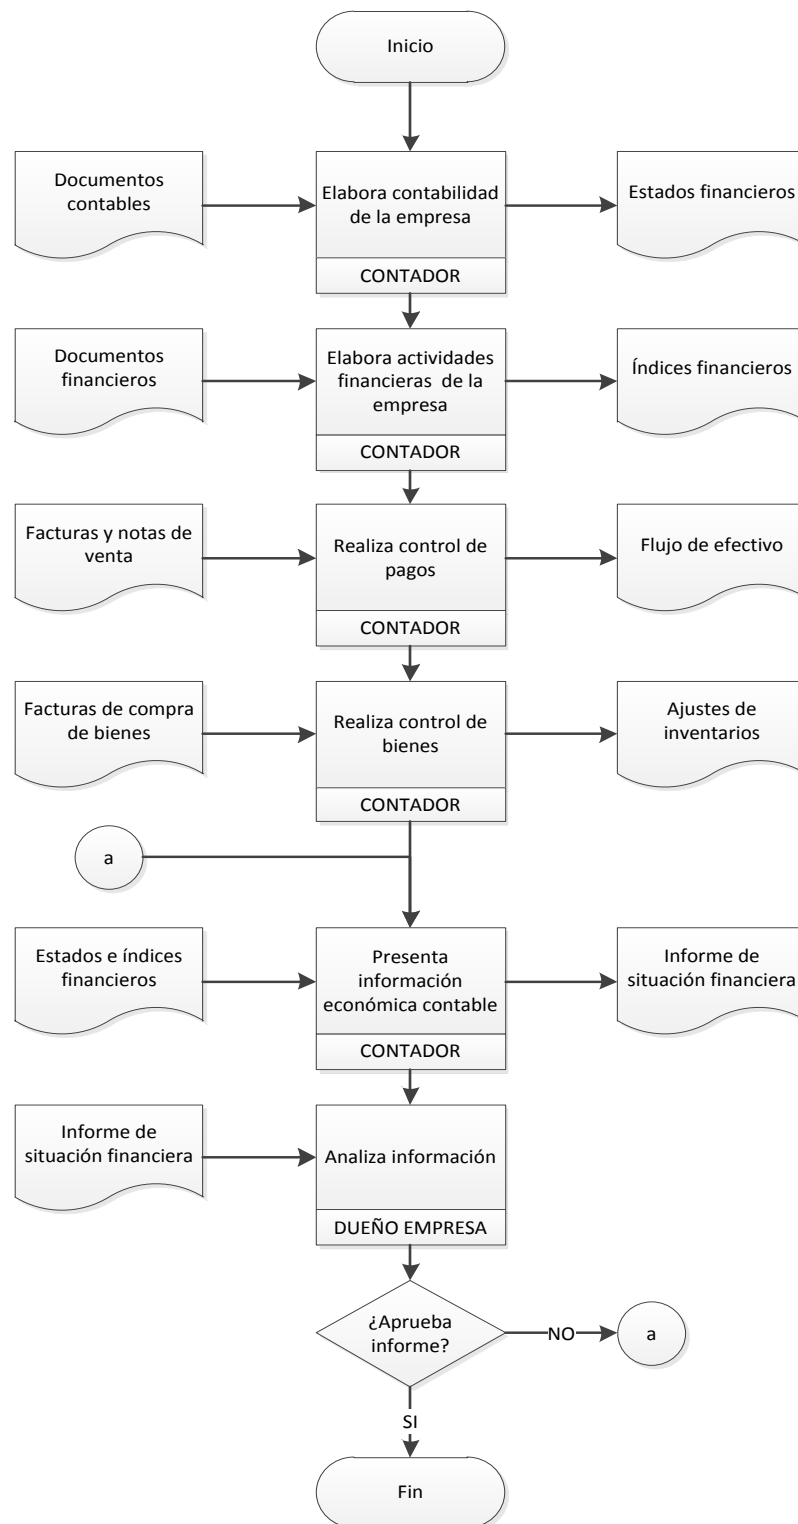 Inicio
Documentos
contables
Elabora contabilidad
de la empresa
CONTADOR
Estados financieros
Documentos
financieros
Elabora actividades
financieras de la
empresa
CONTADOR
Índices financieros
Facturas y notas de
venta
Realiza control de
pagos
CONTADOR
Flujo de efectivo
Facturas de compra
de bienes
Realiza control de
bienes
CONTADOR
Ajustes de
inventarios
a
Estados e índices
financieros
Presenta
información
económica contable
CONTADOR
Informe de
situación financiera
Informe de
situación financiera
Analiza información
DUEÑO EMPRESA
¿Aprueba
informe?
NO
a
SI
Fin